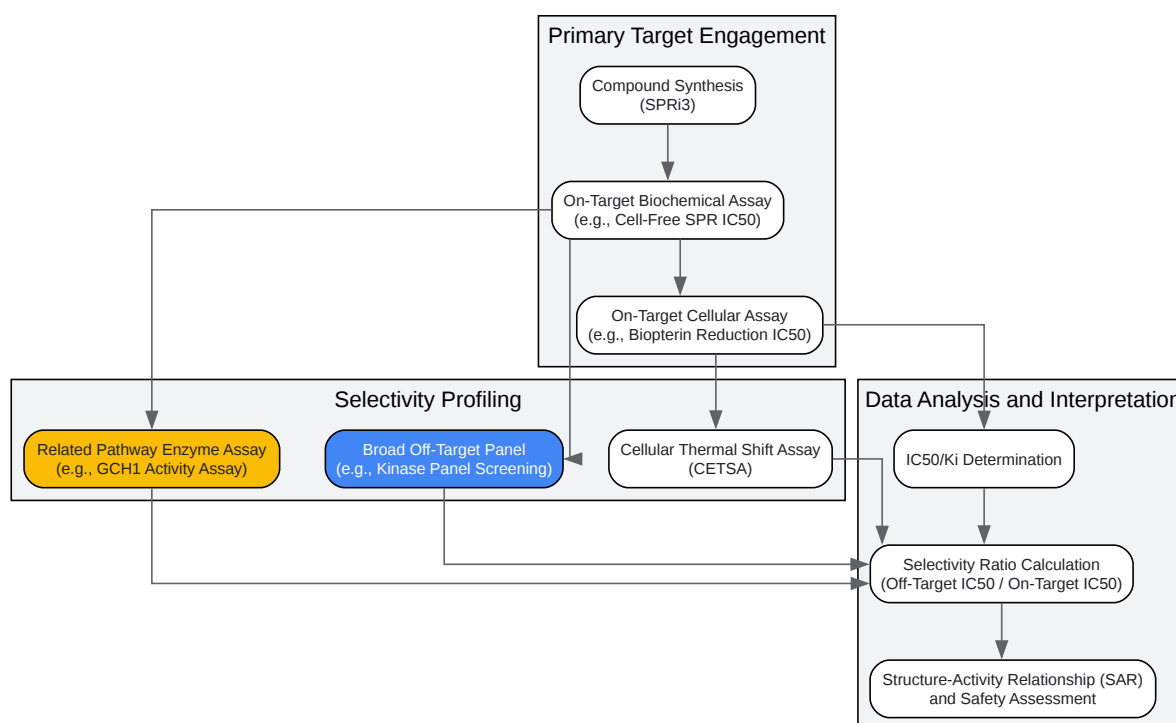 Primary Target Engagement
Compound Synthesis
(SPRi3)
On-Target Biochemical Assay
(e.g., Cell-Free SPR IC50)
On-Target Cellular Assay
(e.g., Biopterin Reduction IC50)
Selectivity Profiling
Related Pathway Enzyme Assay
(e.g., GCH1 Activity Assay)
Broad Off-Target Panel
(e.g., Kinase Panel Screening)
Cellular Thermal Shift Assay
(CETSA)
Data Analysis and Interpretation
IC50/Ki Determination
Selectivity Ratio Calculation
(Off-Target IC50 / On-Target IC50)
Structure-Activity Relationship (SAR)
and Safety Assessment